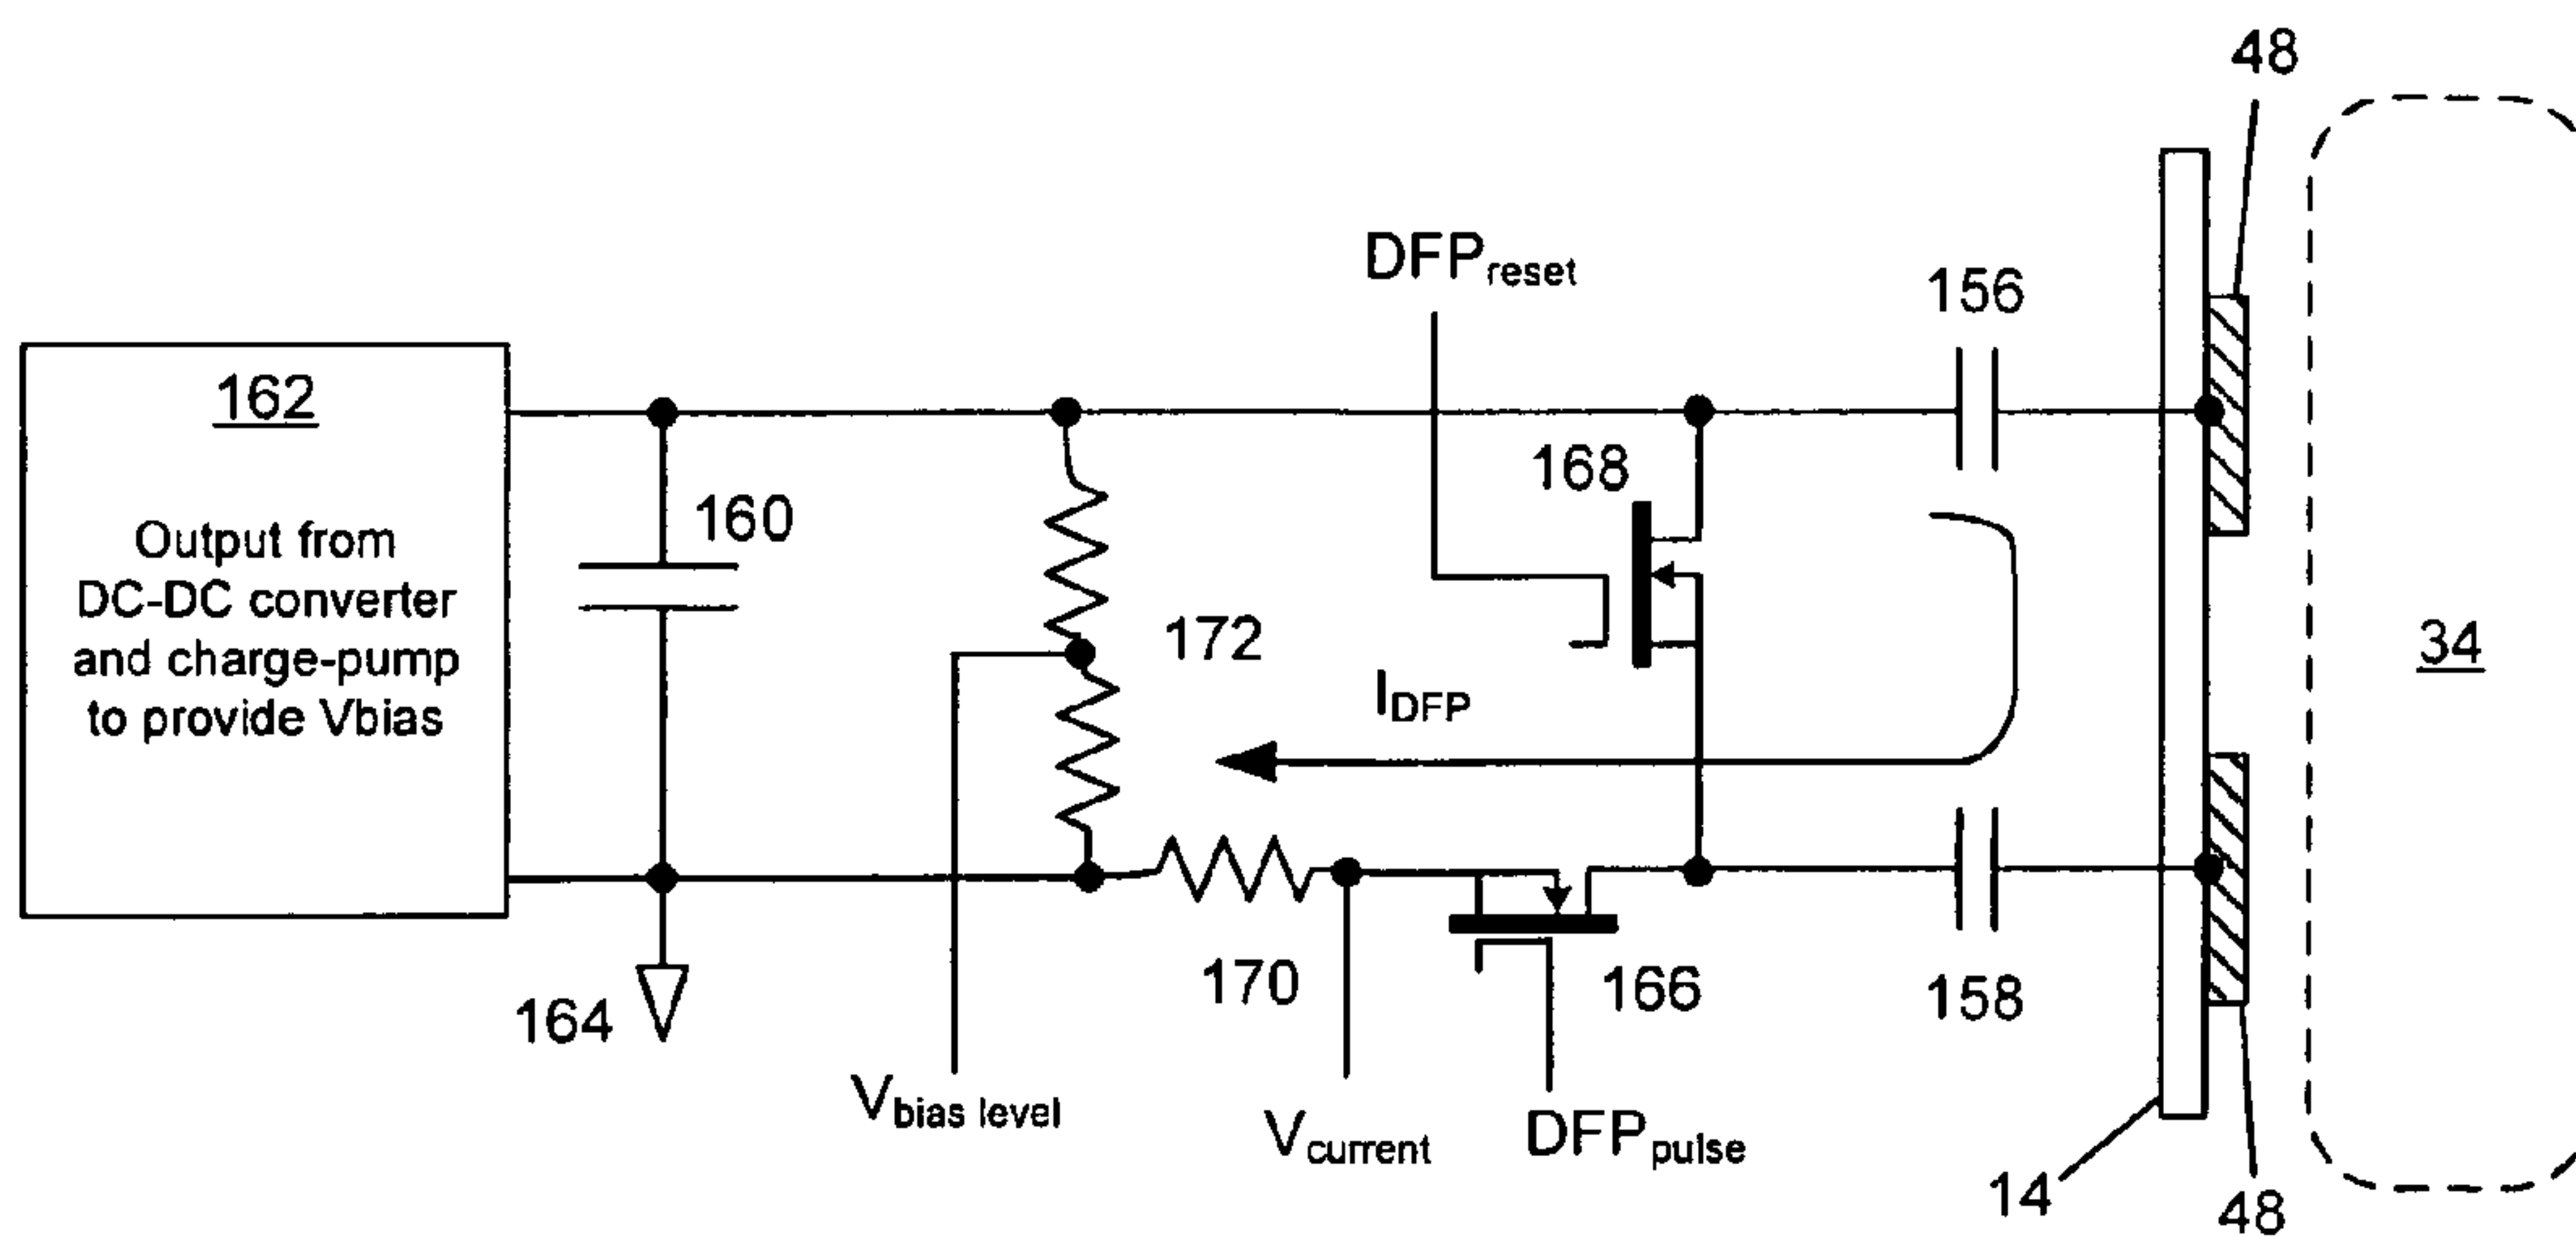 48
DFPreset
156
162
Output from
DC-DC converter
and charge-pump
to provide Vbias
160
168
172
IDFP
34
164
170
166
158
Vbias level
Vcurrent
DFPpulse
14
48